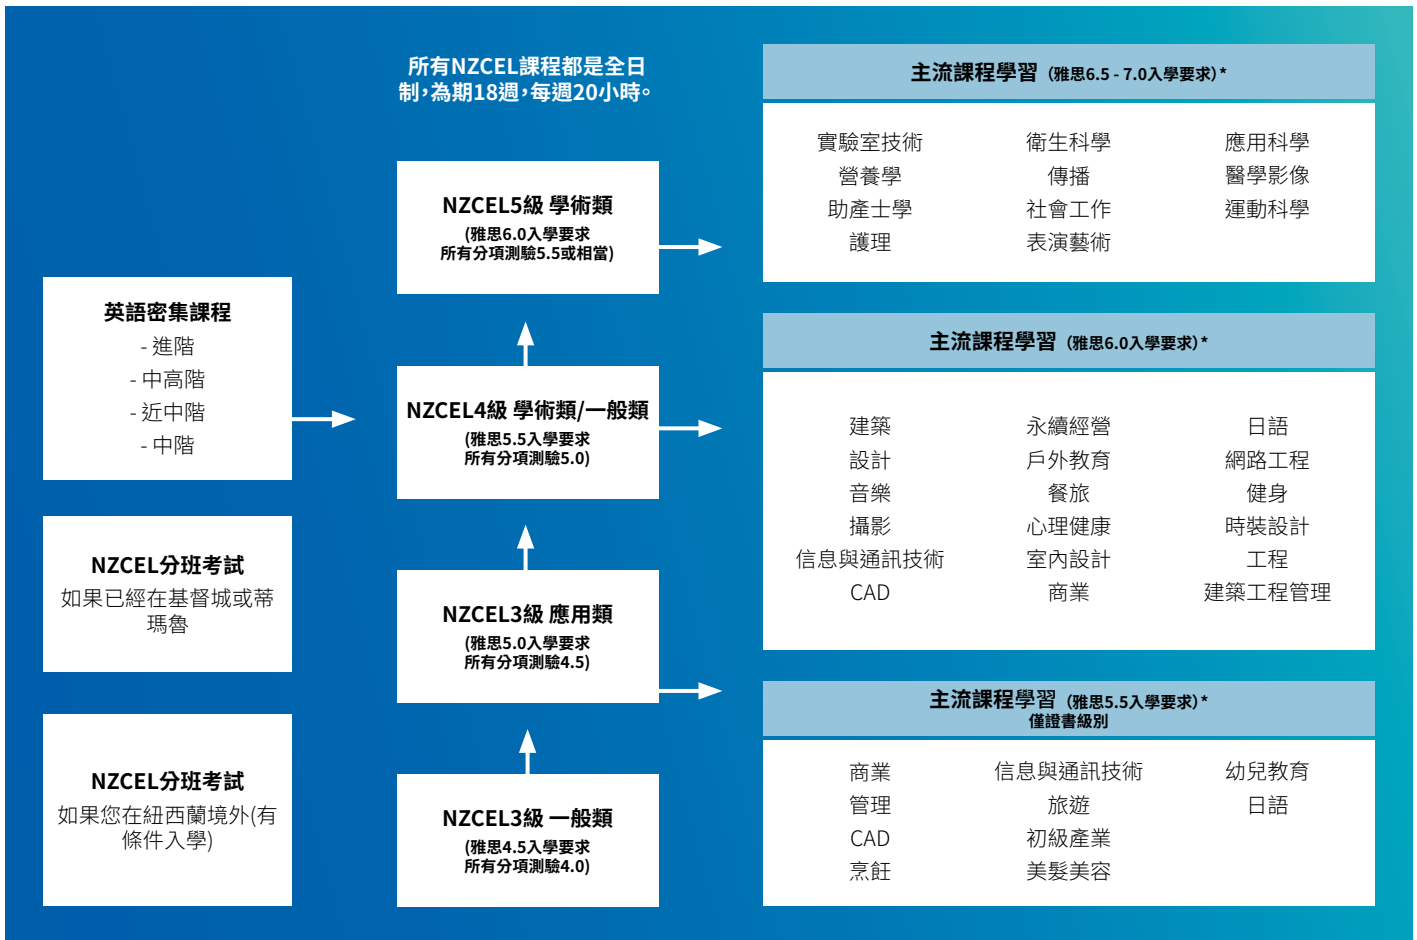 所有NZCEL課程都是全日
制，為期18週，每週20小時。
英語密集課程
- 進階
- 中高階
- 近中階
- 中階
NZCEL分班考試
如果已經在基督城或蒂
瑪魯
NZCEL分班考試
如果您在紐西蘭境外(有
條件入學)
NZCEL5級 學術類
(雅思6.0入學要求
所有分項測驗5.5或相當)
NZCEL4級 學術類/一般類
(雅思5.5入學要求
所有分項測驗5.0)
NZCEL3級 應用類
(雅思5.0入學要求
所有分項測驗4.5)
NZCEL3級 一般類
(雅思4.5入學要求
所有分項測驗4.0)
主流課程學習（雅思6.5 - 7.0入學要求）*
實驗室技術 衛生科學 應用科學
營養學 傳播 醫學影像
助產士學 社會工作 運動科學
護理 表演藝術
主流課程學習（雅思6.0入學要求）*
建築 永續經營 日語
設計 戶外教育 網路工程
音樂 餐旅 健身
攝影 心理健康 時裝設計
信息與通訊技術 室內設計 工程
CAD 商業 建築工程管理
主流課程學習（雅思5.5入學要求）*
僅證書級別
商業 信息與通訊技術 幼兒教育
管理 旅遊 日語
CAD 初級產業
烹飪 美髮美容